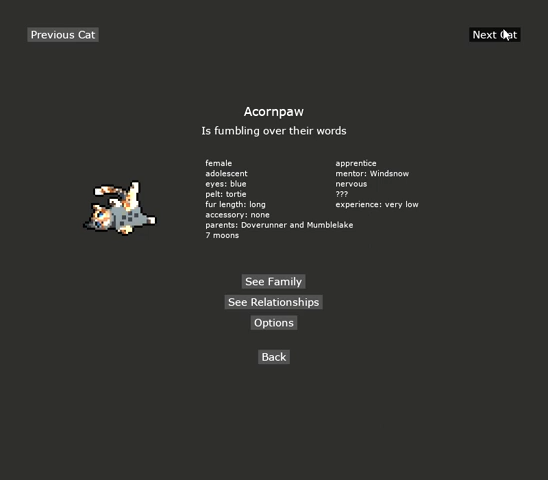 Previous Cat
Next Cat
Acornpaw
Is fumbling over their words
female
adolescent
eyes: blue
pelt: tortie
fur length: long
accessory: none
parents: Doverunner and Mumblelake
7 moons
apprentice
mentor: Windsnow
nervous
???
experience: very low
See Family
See Relationships
Options
Back